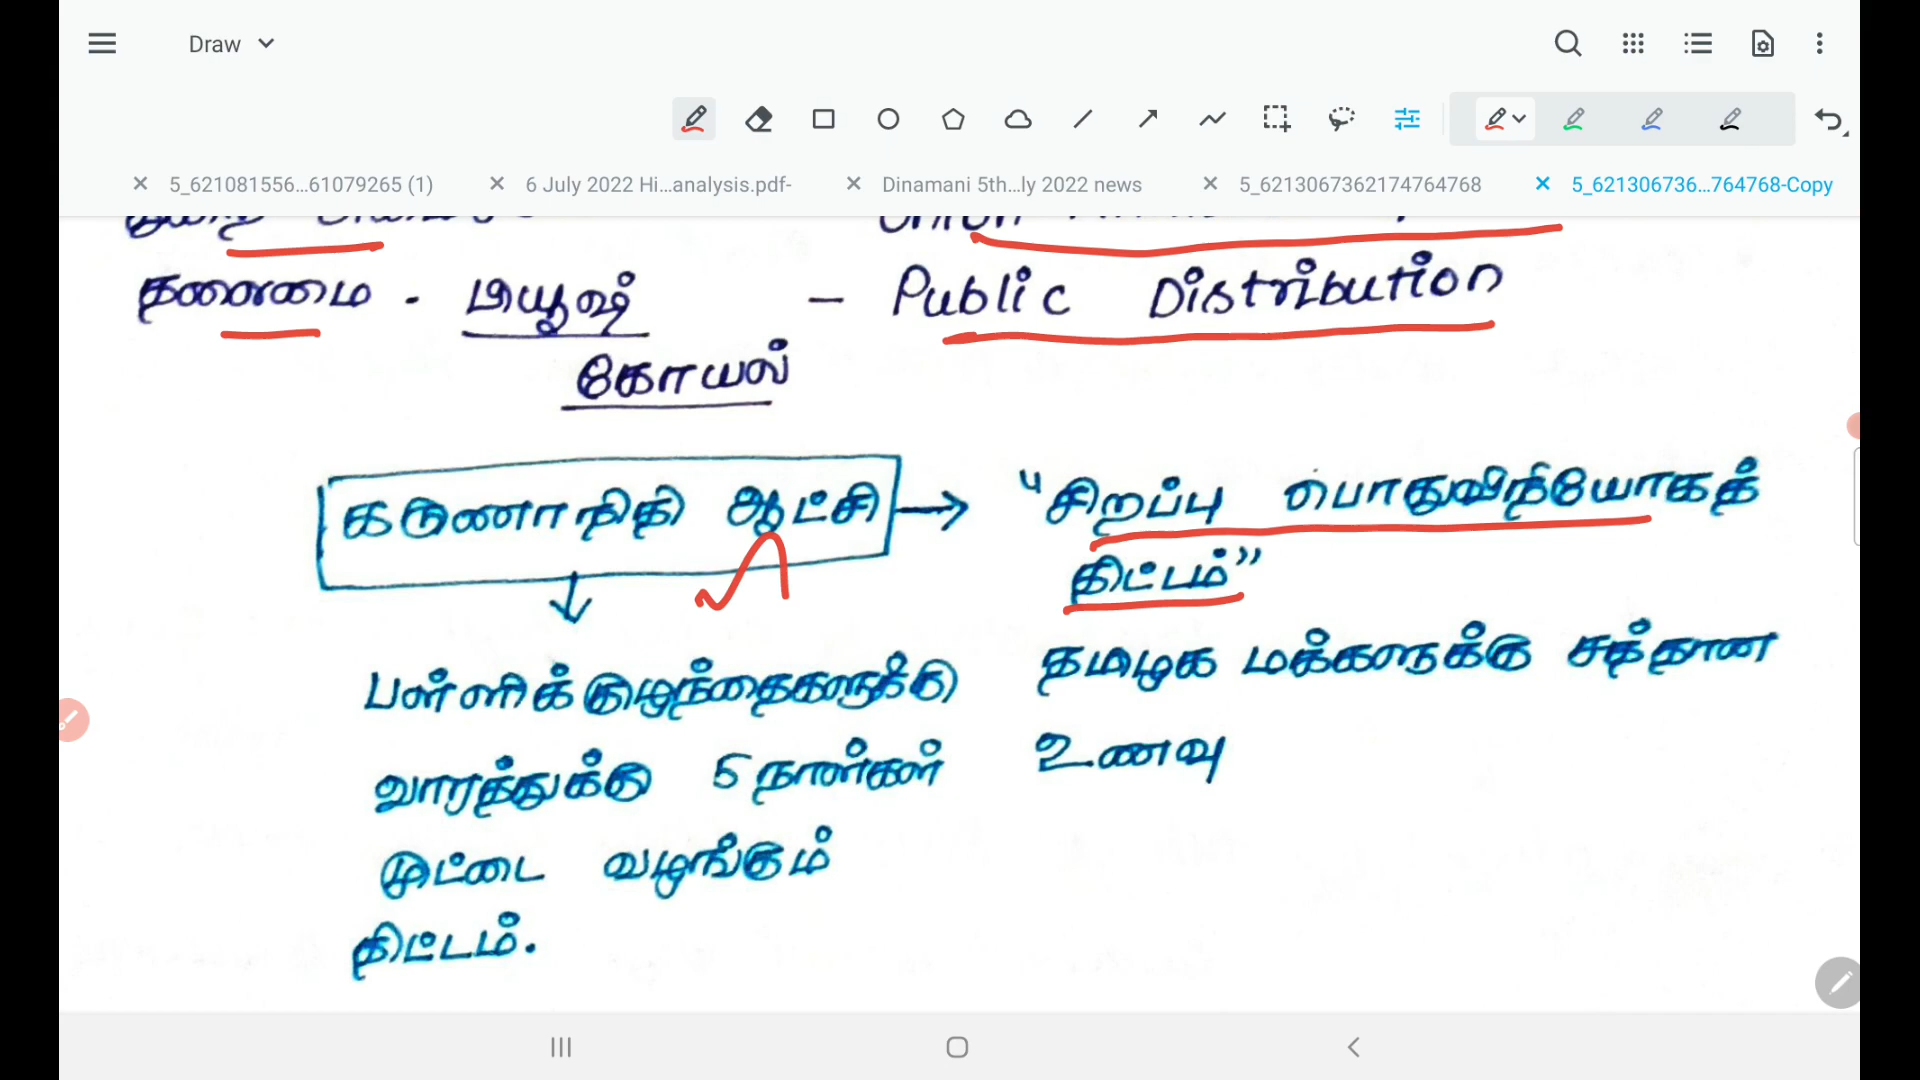 Draw
5_621081556...61079265 (1)
6 July 2022 Hi...analysis.pdf-
Dinamani 5th...ly 2022 news
5_6213067362174764768
5_621306736...764768-Copy
தலைமை - பியூஷ் கோயல்
- Public Distribution
கருணாநிதி ஆட்சி →
"சிறப்பு பொதுவிநியோகத்
திட்டம்"
பள்ளிக்குழந்தைகளுக்கு
வாரத்துக்கு 5 நாள்கள்
முட்டை வழங்கும்
திட்டம்.
தமிழக மக்களுக்கு சத்தான
உணவு